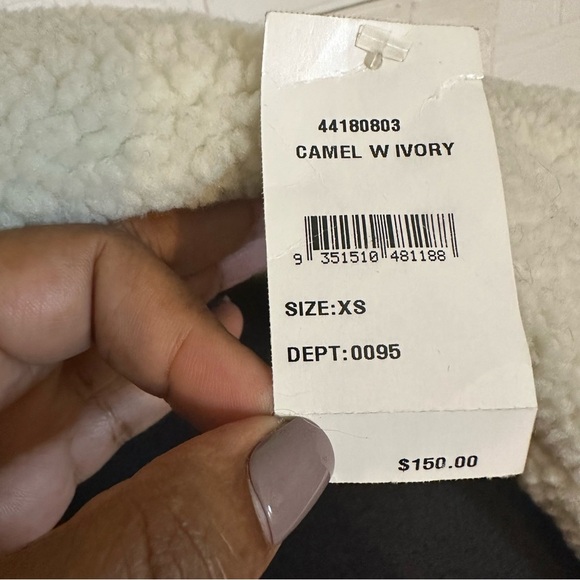 44180803
CAMEL W IVORY
9 351510 481188
SIZE:XS
DEPT:0095
$150.00